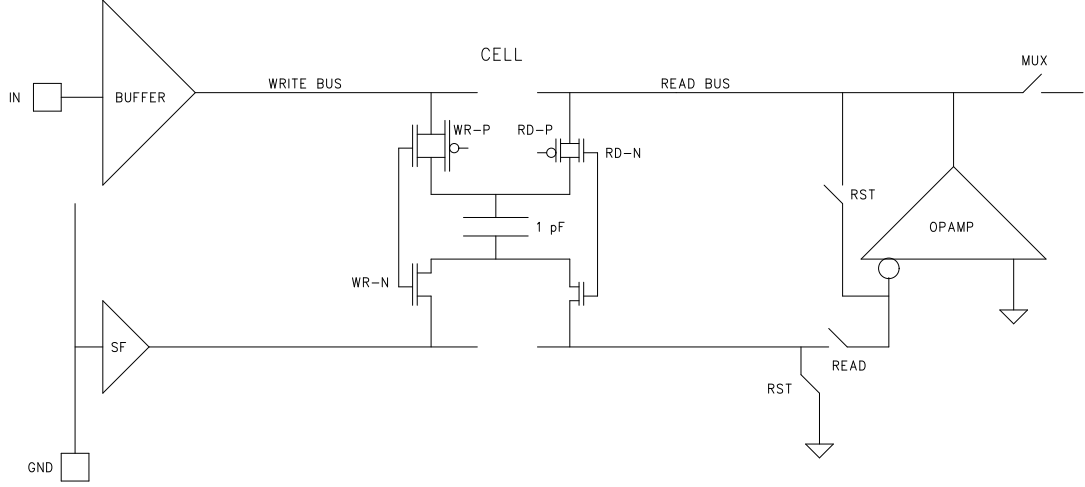 CELL
MUX
IN
BUFFER
WRITE BUS
READ BUS
WR-P
RD-P
RD-N
RST
1 pF
OPAMP
WR-N
SF
READ
RST
GND